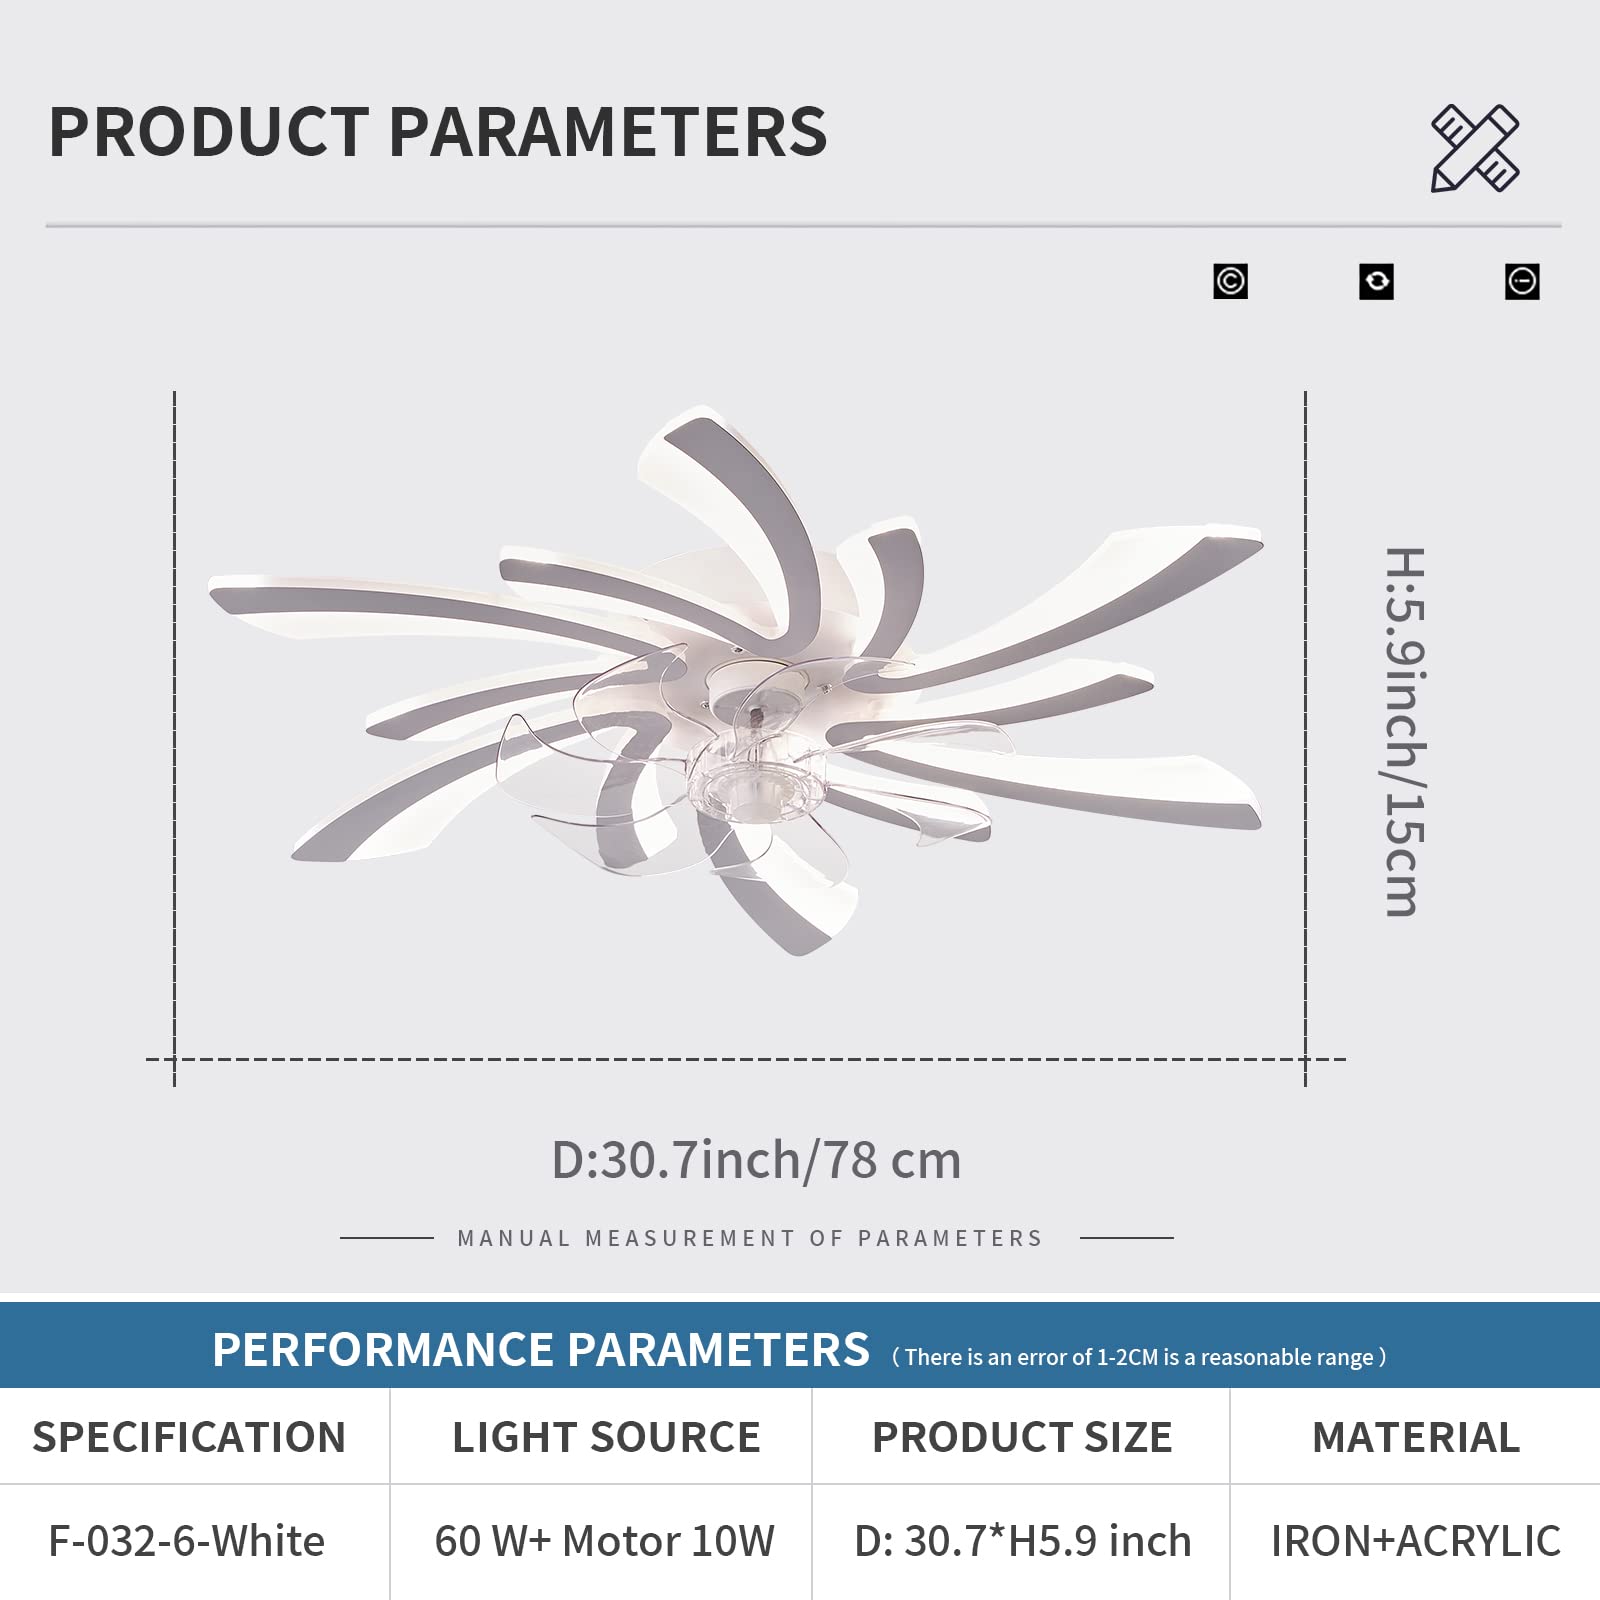 PRODUCT PARAMETERS
H:5.9inch/15cm
D:30.7inch/78 cm
MANUAL MEASUREMENT OF PARAMETERS
PERFORMANCE PARAMETERS ( There is an error of 1-2CM is a reasonable range )
SPECIFICATION LIGHT SOURCE PRODUCT SIZE MATERIAL
F-032-6-White 60 W+ Motor 10W D: 30.7*H5.9 inch IRON+ACRYLIC